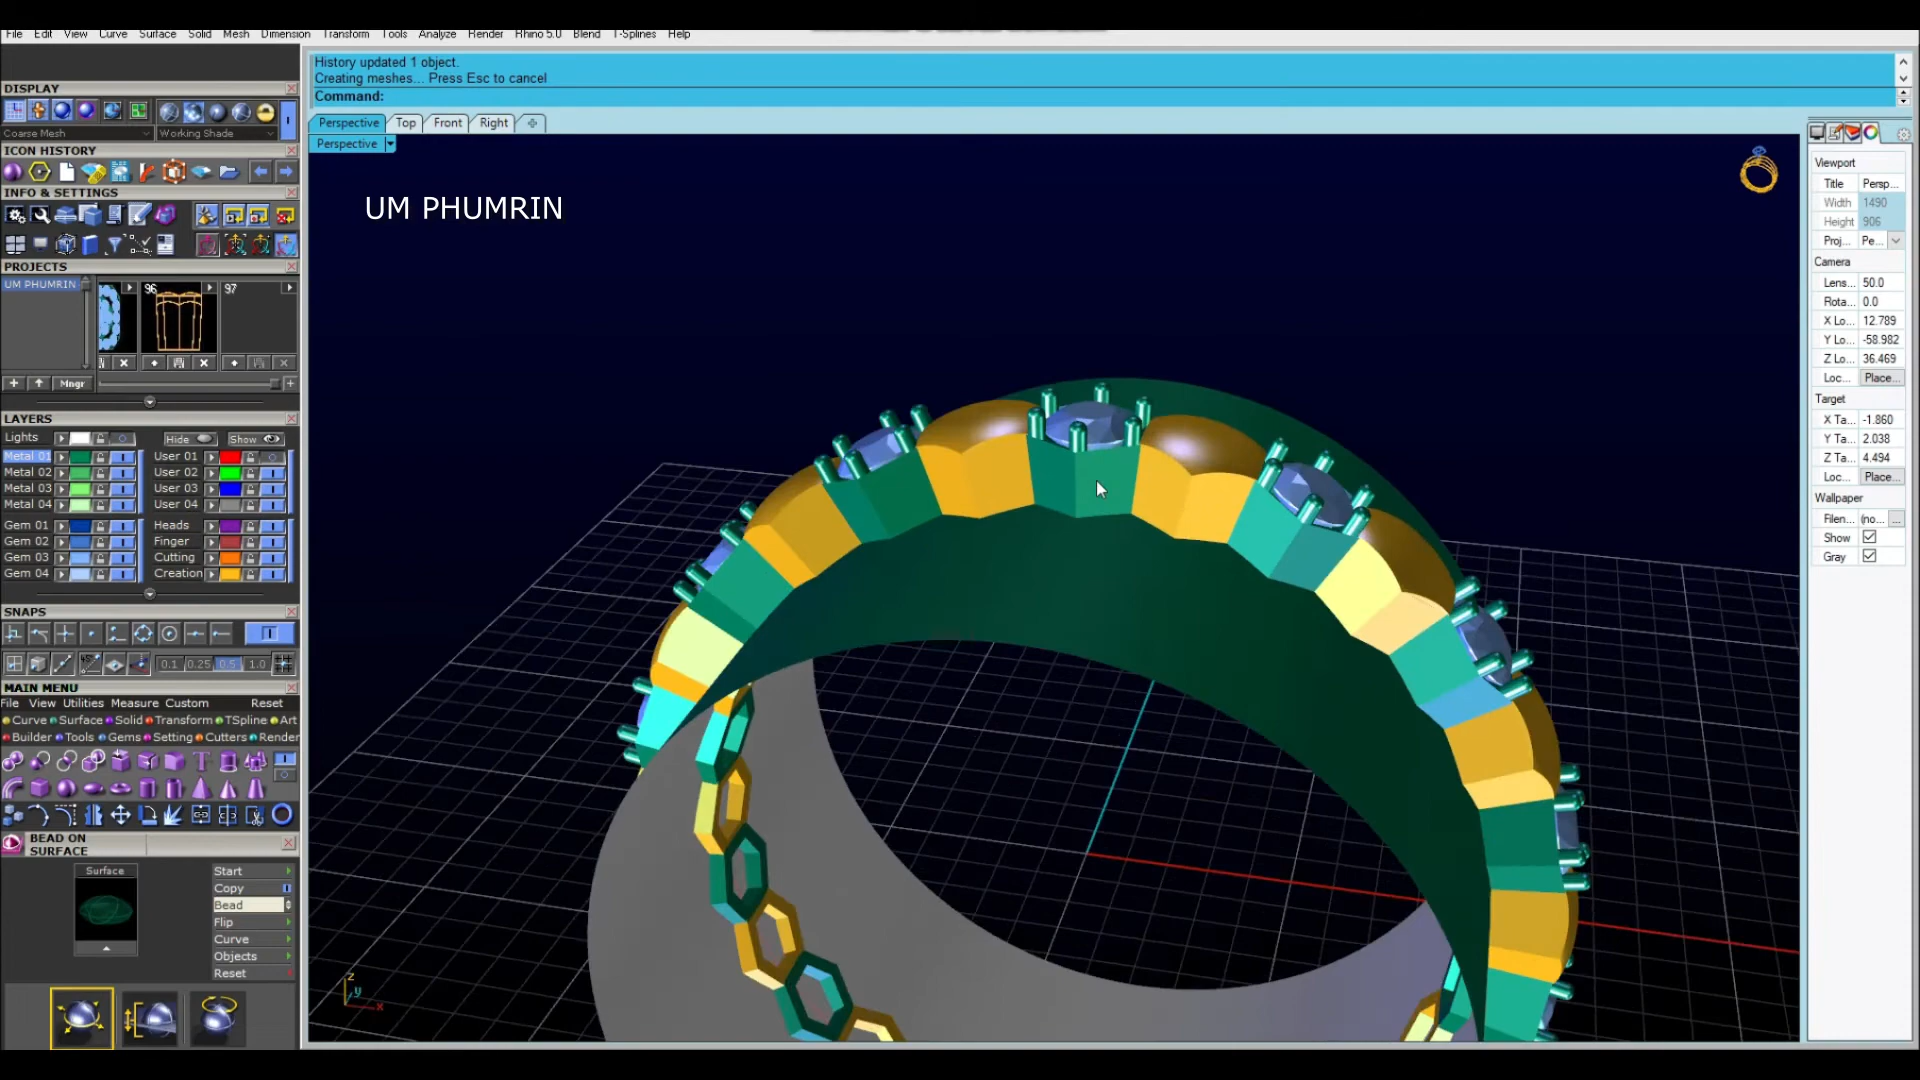 File Edit View Curve Surface Solid Mesh Dimension Transform Tools Analyze Render Rhino 5.0 Blend T-Splines Help
History updated 1 object.
Creating meshes... Press Esc to cancel
Command:
DISPLAY
Coarse Mesh Working Shade
ICON HISTORY
INFO & SETTINGS
PROJECTS
UM PHUMRIN
96 97
Mngr
LAYERS
Lights Hide Show
Metal 01 User 01
Metal 02 User 02
Metal 03 User 03
Metal 04 User 04
Gem 01 Heads
Gem 02 Finger
Gem 03 Cutting
Gem 04 Creation
SNAPS
0.1 0.25 0.5 1.0
MAIN MENU
File View Utilities Measure Custom Reset
Curve Surface Solid Transform TSpline Art
Builder Tools Gems Setting Cutters Render
BEAD ON
SURFACE
Surface
Start
Copy
Bead
Flip
Curve
Objects
Reset
Perspective Top Front Right
Perspective
UM PHUMRIN
z
y
x
Viewport
Title Persp...
Width 1490
Height 906
Proj... Pe...
Camera
Lens... 50.0
Rota... 0.0
X Lo... 12.789
Y Lo... -58.982
Z Lo... 36.469
Loc... Place...
Target
X Ta... -1.860
Y Ta... 2.038
Z Ta... 4.494
Loc... Place...
Wallpaper
Filen... (no... ...
Show
Gray